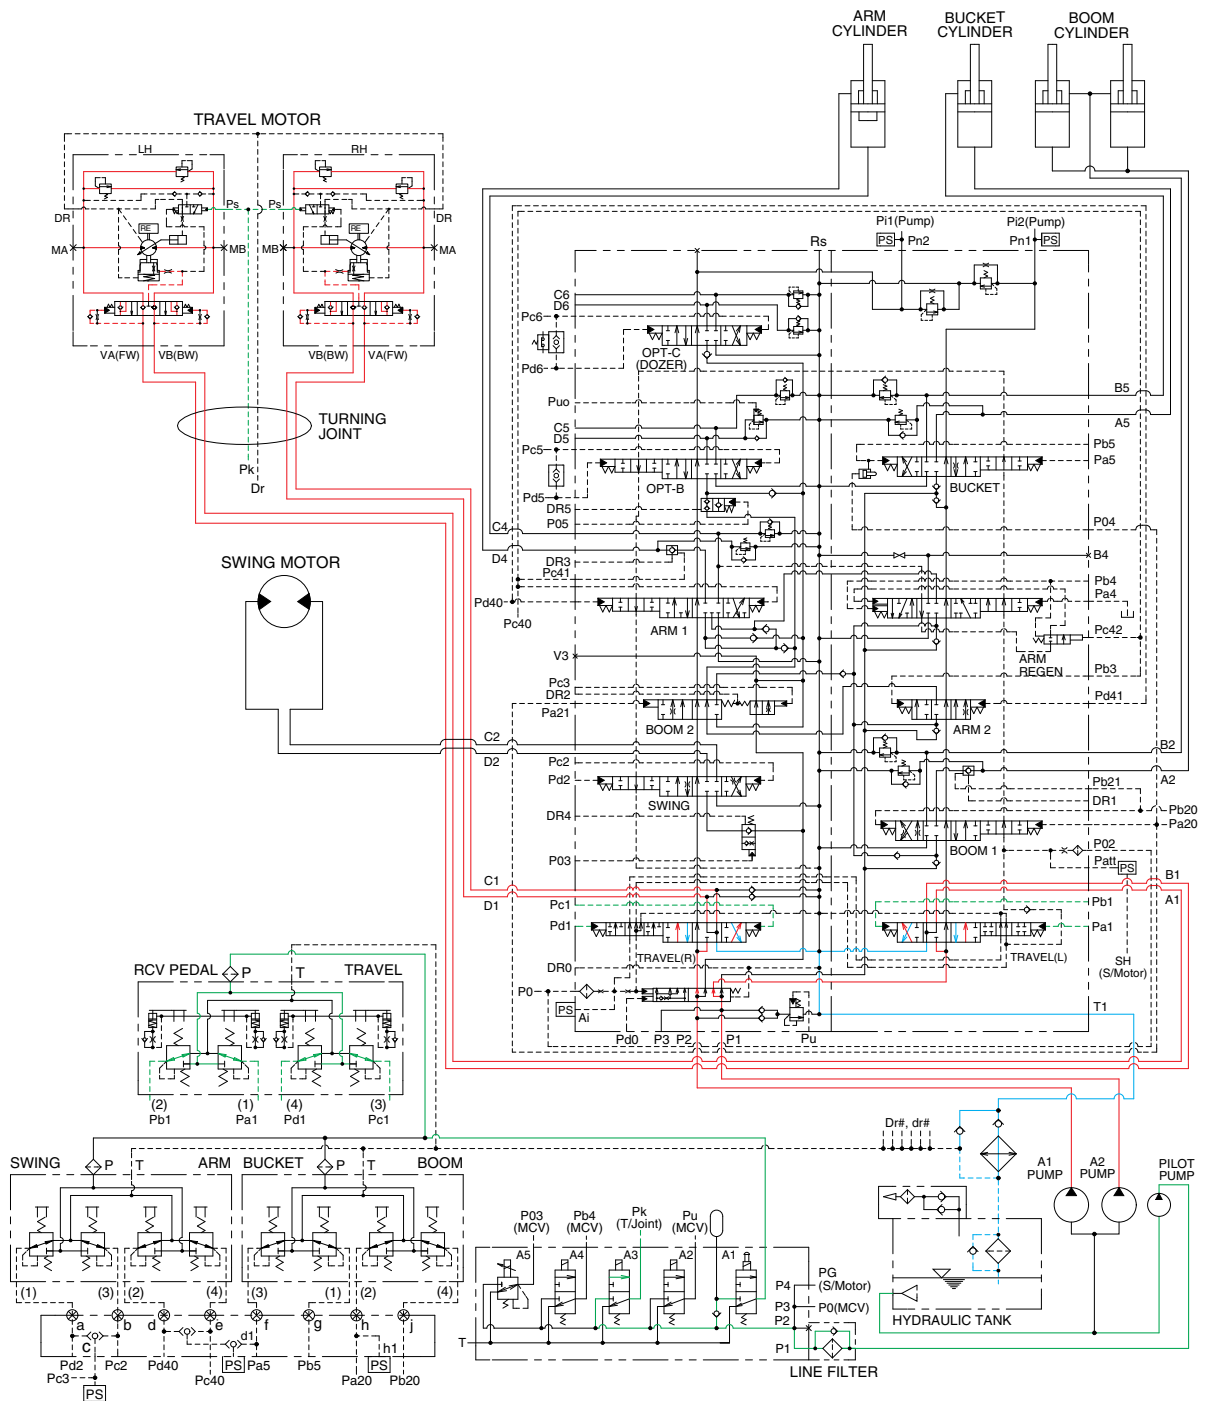 ARM
CYLINDER
BUCKET
CYLINDER
BOOM
CYLINDER
TRAVEL MOTOR
LH
RH
DR
Ps
Ps
DR
RE
RE
MA
MB
MB
MA
VA(FW)
VB(BW)
VB(BW)
VA(FW)
TURNING
JOINT
Pk
Dr
SWING MOTOR
Pi1(Pump)
Pi2(Pump)
PS
Pn2
Pn1
PS
Rs
C6
D6
Pc6
Pd6
OPT-C
(DOZER)
Puo
C5
D5
Pc5
Pd5
OPT-B
DR5
P05
C4
D4
DR3
Pc41
Pd40
Pc40
ARM 1
V3
Pc3
DR2
Pa21
BOOM 2
C2
D2
Pc2
Pd2
SWING
DR4
P03
C1
D1
Pc1
Pd1
TRAVEL(R)
DR0
P0
PS
Ai
Pd0
P3
P2
P1
Pu
B5
A5
Pb5
Pa5
BUCKET
P04
B4
Pb4
Pa4
Pc42
ARM
REGEN
Pb3
Pd41
ARM 2
B2
A2
Pb21
DR1
Pb20
Pa20
BOOM 1
P02
Patt
PS
B1
A1
Pb1
Pa1
TRAVEL(L)
SH
(S/Motor)
T1
RCV PEDAL
P
T
TRAVEL
(2)
(1)
(4)
(3)
Pb1
Pa1
Pd1
Pc1
SWING
P
T
ARM
BUCKET
P
T
BOOM
(1)
(3)
(2)
(4)
(3)
(1)
(2)
(4)
a
b
d
e
f
g
h
j
C
d1
h1
Pd2
Pc2
Pd40
PS
Pa5
Pb5
PS
Pc3
Pc40
Pa20
Pb20
PS
P03
(MCV)
Pb4
(MCV)
Pk
(T/Joint)
Pu
(MCV)
A5
A4
A3
A2
A1
T
P4
P3
P2
P1
PG
(S/Motor)
P0(MCV)
LINE FILTER
Dr#, dr#
A1
PUMP
A2
PUMP
PILOT
PUMP
HYDRAULIC TANK